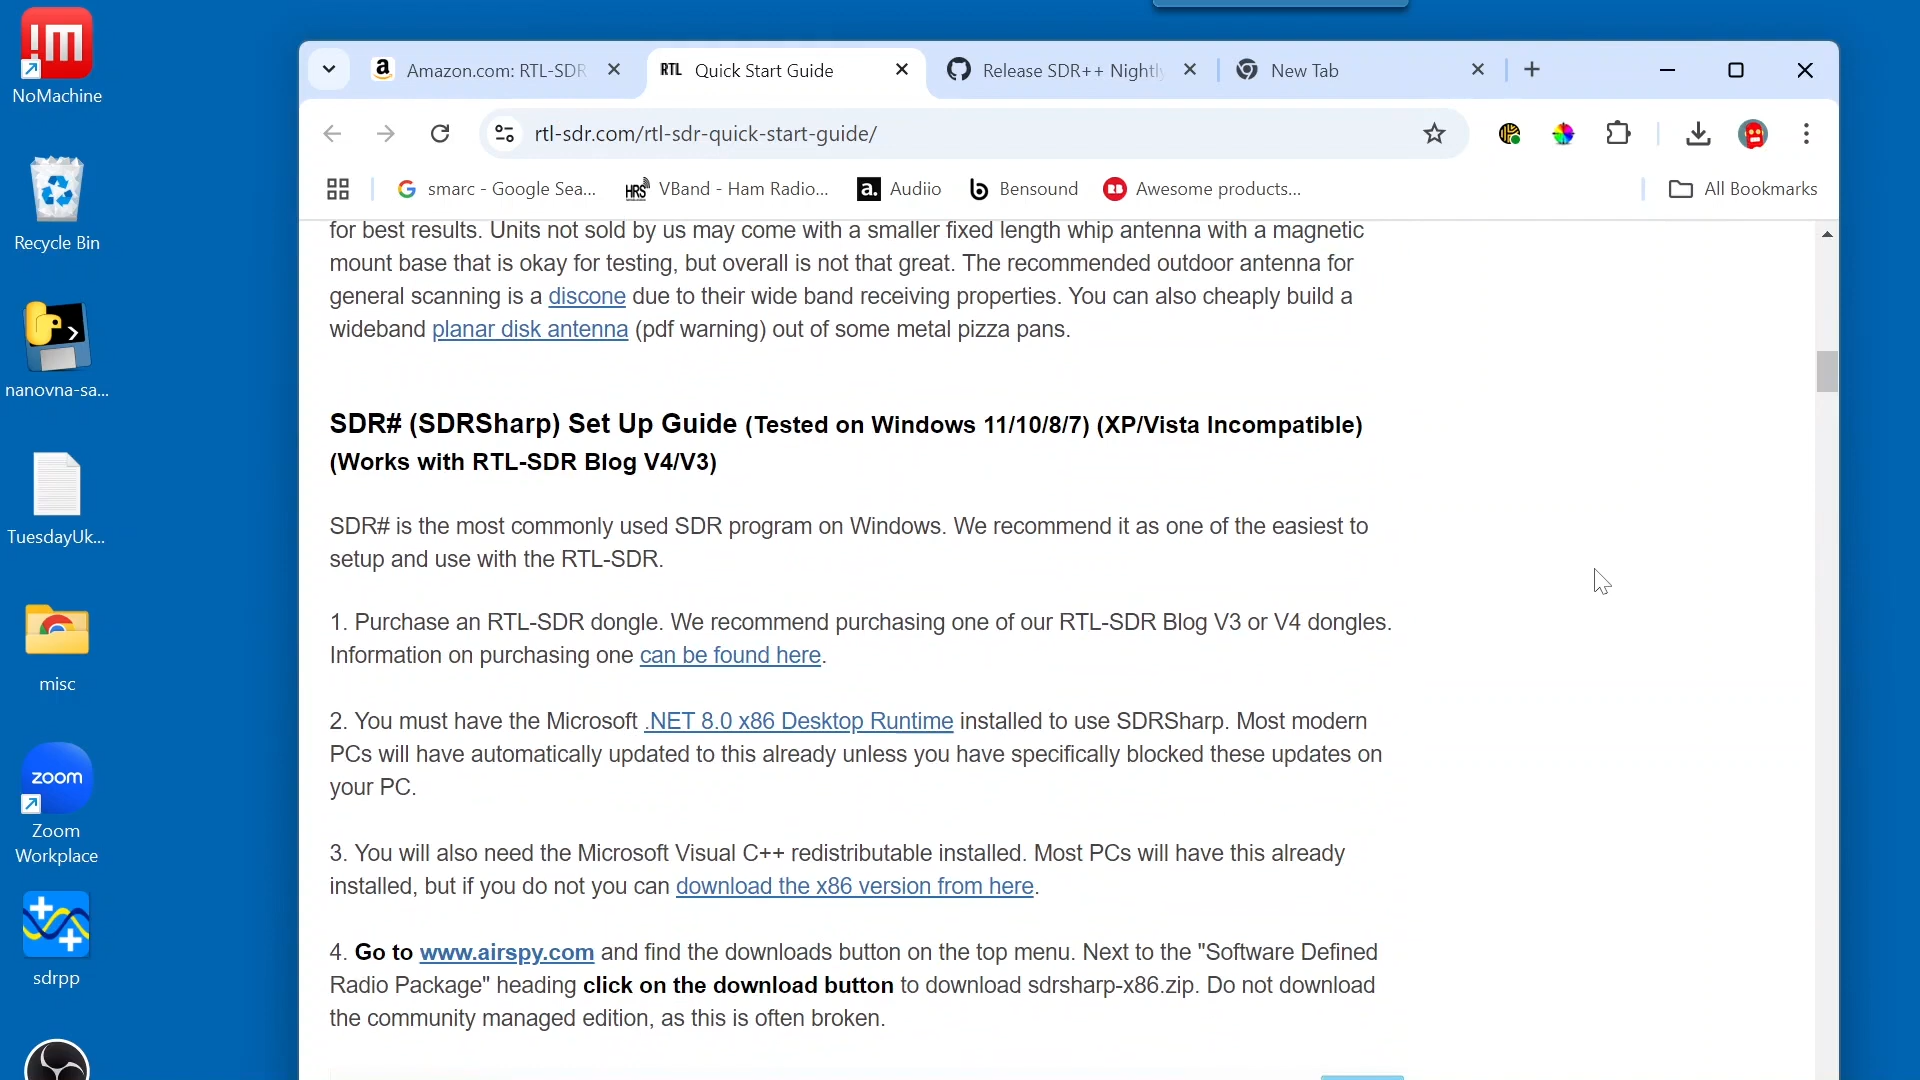 NoMachine
Recycle Bin
nanovna-sa...
TuesdayUk...
misc
zoom
Zoom
Workplace
sdrpp
Amazon.com: RTL-SDR
RTL Quick Start Guide
Release SDR++ Nightly
New Tab
rtl-sdr.com/rtl-sdr-quick-start-guide/
smarc - Google Sea...
HRS VBand - Ham Radio...
a. Audiio
b Bensound
RB Awesome products...
All Bookmarks
for best results. Units not sold by us may come with a smaller fixed length whip antenna with a magnetic
mount base that is okay for testing, but overall is not that great. The recommended outdoor antenna for
general scanning is a discone due to their wide band receiving properties. You can also cheaply build a
wideband planar disk antenna (pdf warning) out of some metal pizza pans.
SDR# (SDRSharp) Set Up Guide (Tested on Windows 11/10/8/7) (XP/Vista Incompatible)
(Works with RTL-SDR Blog V4/V3)
SDR# is the most commonly used SDR program on Windows. We recommend it as one of the easiest to
setup and use with the RTL-SDR.
1. Purchase an RTL-SDR dongle. We recommend purchasing one of our RTL-SDR Blog V3 or V4 dongles.
Information on purchasing one can be found here.
2. You must have the Microsoft .NET 8.0 x86 Desktop Runtime installed to use SDRSharp. Most modern
PCs will have automatically updated to this already unless you have specifically blocked these updates on
your PC.
3. You will also need the Microsoft Visual C++ redistributable installed. Most PCs will have this already
installed, but if you do not you can download the x86 version from here.
4. Go to www.airspy.com and find the downloads button on the top menu. Next to the "Software Defined
Radio Package" heading click on the download button to download sdrsharp-x86.zip. Do not download
the community managed edition, as this is often broken.